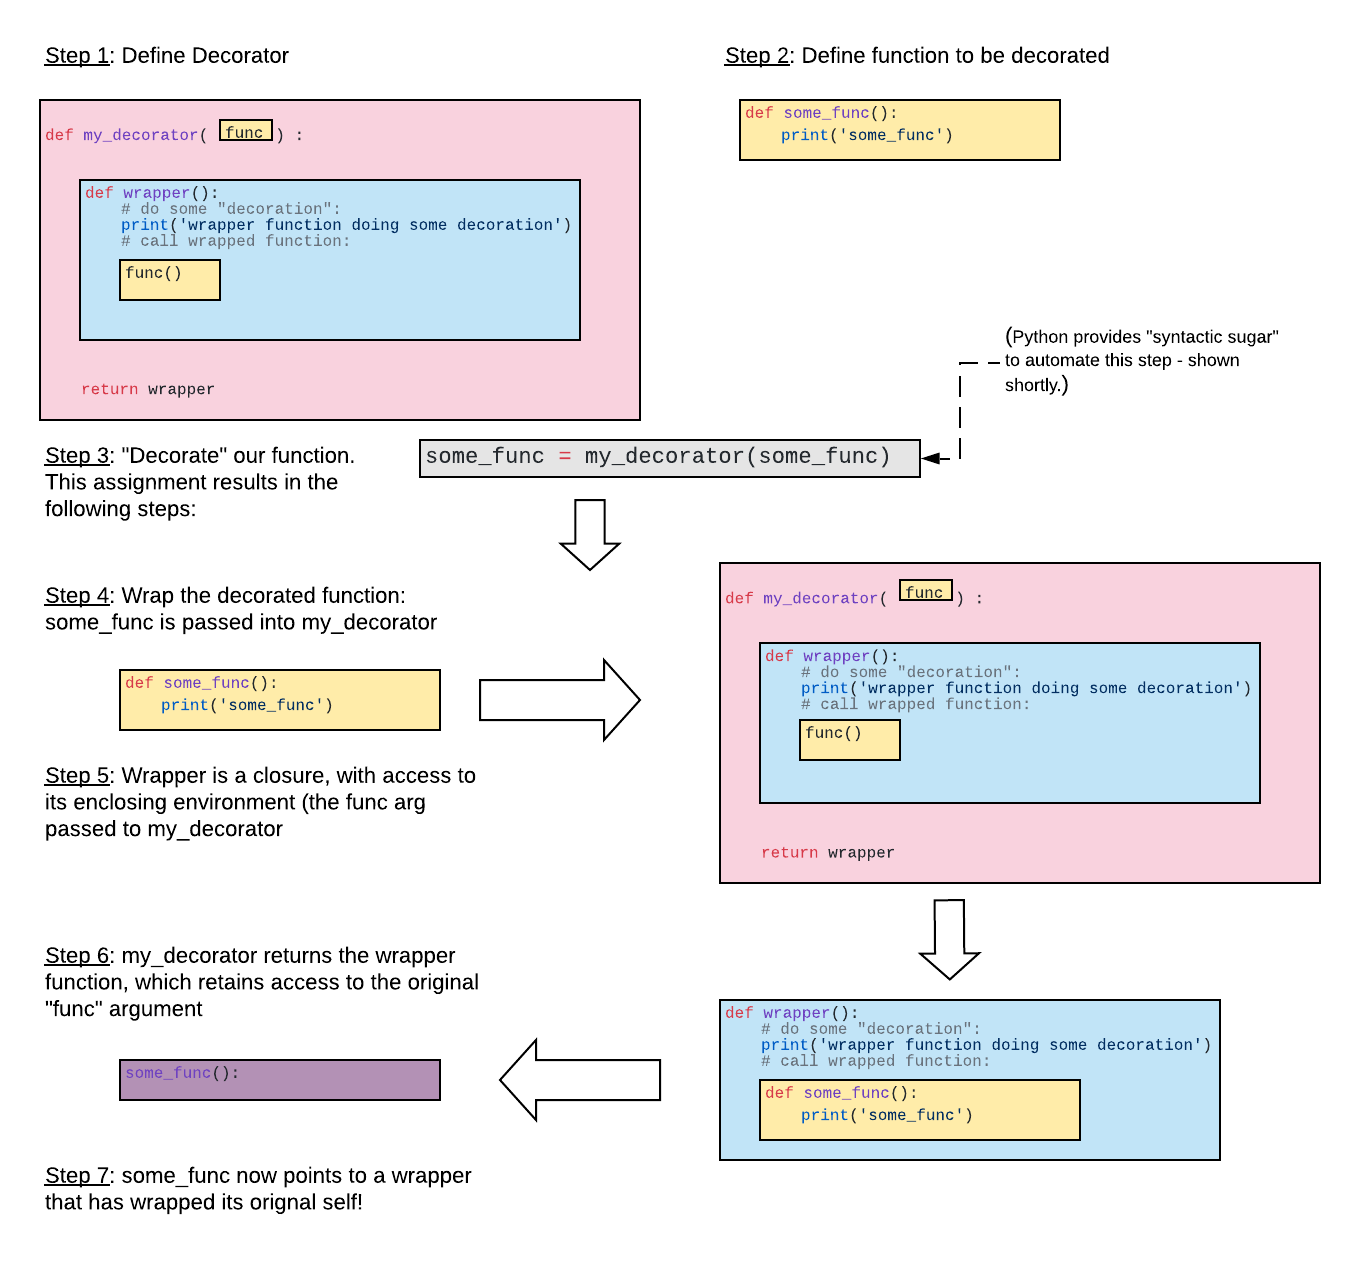 Step 1: Define Decorator
def my_decorator( func ) :
def wrapper():
# do some "decoration":
print('wrapper function doing some decoration')
# call wrapped function:
func()
return wrapper
Step 2: Define function to be decorated
def some_func():
print('some_func')
(Python provides "syntactic sugar"
to automate this step - shown
shortly.)
Step 3: "Decorate" our function.
This assignment results in the
following steps:
some_func = my_decorator(some_func)
Step 4: Wrap the decorated function:
some_func is passed into my_decorator
def some_func():
print('some_func')
def my_decorator( func ) :
def wrapper():
# do some "decoration":
print('wrapper function doing some decoration')
# call wrapped function:
func()
return wrapper
Step 5: Wrapper is a closure, with access to
its enclosing environment (the func arg
passed to my_decorator
Step 6: my_decorator returns the wrapper
function, which retains access to the original
"func" argument
def wrapper():
# do some "decoration":
print('wrapper function doing some decoration')
# call wrapped function:
def some_func():
print('some_func')
some_func():
Step 7: some_func now points to a wrapper
that has wrapped its orignal self!